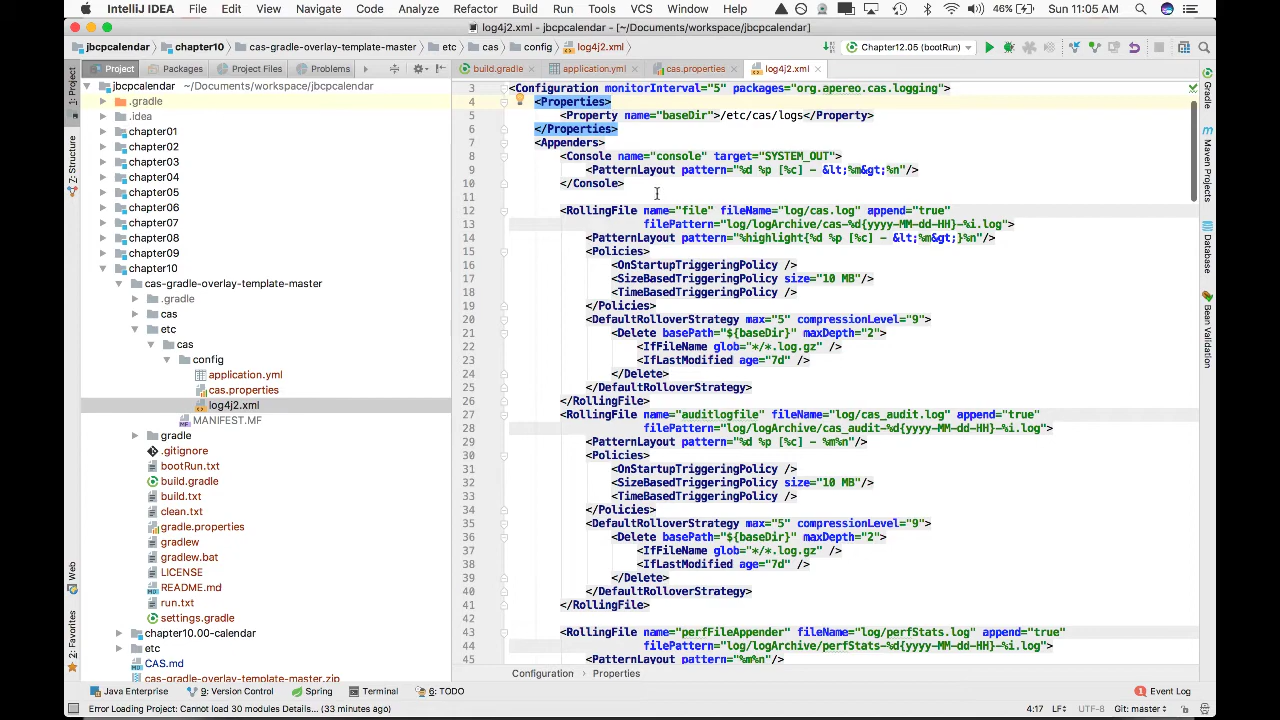 IntelliJ IDEA File Edit View Navigate Code Analyze Refactor Build Run Tools VCS Window Help 46% Sun 11:05 AM
log4j2.xml - jbcpcalendar - [~/Documents/workspace/jbcpcalendar]
jbcpcalendar chapter10 cas-gradle-overlay-template-master etc cas config log4j2.xml Chapter12.05 (bootRun)
Project Packages Project Files Problems build.gradle application.yml cas.properties log4j2.xml
jbcpcalendar ~/Documents/workspace/jbcpcalendar
.gradle
.idea
chapter01
chapter02
chapter03
chapter04
chapter05
chapter06
chapter07
chapter08
chapter09
chapter10
cas-gradle-overlay-template-master
.gradle
cas
etc
cas
config
application.yml
cas.properties
log4j2.xml
MANIFEST.MF
gradle
.gitignore
bootRun.txt
build.gradle
build.txt
clean.txt
gradle.properties
gradlew
gradlew.bat
LICENSE
README.md
run.txt
settings.gradle
chapter10.00-calendar
etc
CAS.md
cas-gradle-overlay-template-master.zip
1: Project
7: Structure
Web
2: Favorites
3 <Configuration monitorInterval="5" packages="org.apereo.cas.logging">
4 <Properties>
5 <Property name="baseDir">/etc/cas/logs</Property>
6 </Properties>
7 <Appenders>
8 <Console name="console" target="SYSTEM_OUT">
9 <PatternLayout pattern="%d %p [%c] - &lt;%m&gt;%n"/>
10 </Console>
11
12 <RollingFile name="file" fileName="log/cas.log" append="true"
13 filePattern="log/logArchive/cas-%d{yyyy-MM-dd-HH}-%i.log">
14 <PatternLayout pattern="%highlight{%d %p [%c] - &lt;%m&gt;}%n"/>
15 <Policies>
16 <OnStartupTriggeringPolicy />
17 <SizeBasedTriggeringPolicy size="10 MB"/>
18 <TimeBasedTriggeringPolicy />
19 </Policies>
20 <DefaultRolloverStrategy max="5" compressionLevel="9">
21 <Delete basePath="${baseDir}" maxDepth="2">
22 <IfFileName glob="*/*.log.gz" />
23 <IfLastModified age="7d" />
24 </Delete>
25 </DefaultRolloverStrategy>
26 </RollingFile>
27 <RollingFile name="auditlogfile" fileName="log/cas_audit.log" append="true"
28 filePattern="log/logArchive/cas_audit-%d{yyyy-MM-dd-HH}-%i.log">
29 <PatternLayout pattern="%d %p [%c] - %m%n"/>
30 <Policies>
31 <OnStartupTriggeringPolicy />
32 <SizeBasedTriggeringPolicy size="10 MB"/>
33 <TimeBasedTriggeringPolicy />
34 </Policies>
35 <DefaultRolloverStrategy max="5" compressionLevel="9">
36 <Delete basePath="${baseDir}" maxDepth="2">
37 <IfFileName glob="*/*.log.gz" />
38 <IfLastModified age="7d" />
39 </Delete>
40 </DefaultRolloverStrategy>
41 </RollingFile>
42
43 <RollingFile name="perfFileAppender" fileName="log/perfStats.log" append="true"
44 filePattern="log/logArchive/perfStats-%d{yyyy-MM-dd-HH}-%i.log">
45 <PatternLayout pattern="%m%n"/>
Configuration Properties
Gradle
m Maven Projects
Database
Bean Validation
Java Enterprise 9: Version Control Spring Terminal 6: TODO 1 Event Log
Error Loading Project: Cannot load 30 modules Details... (33 minutes ago) 4:17 LF UTF-8 Git: master